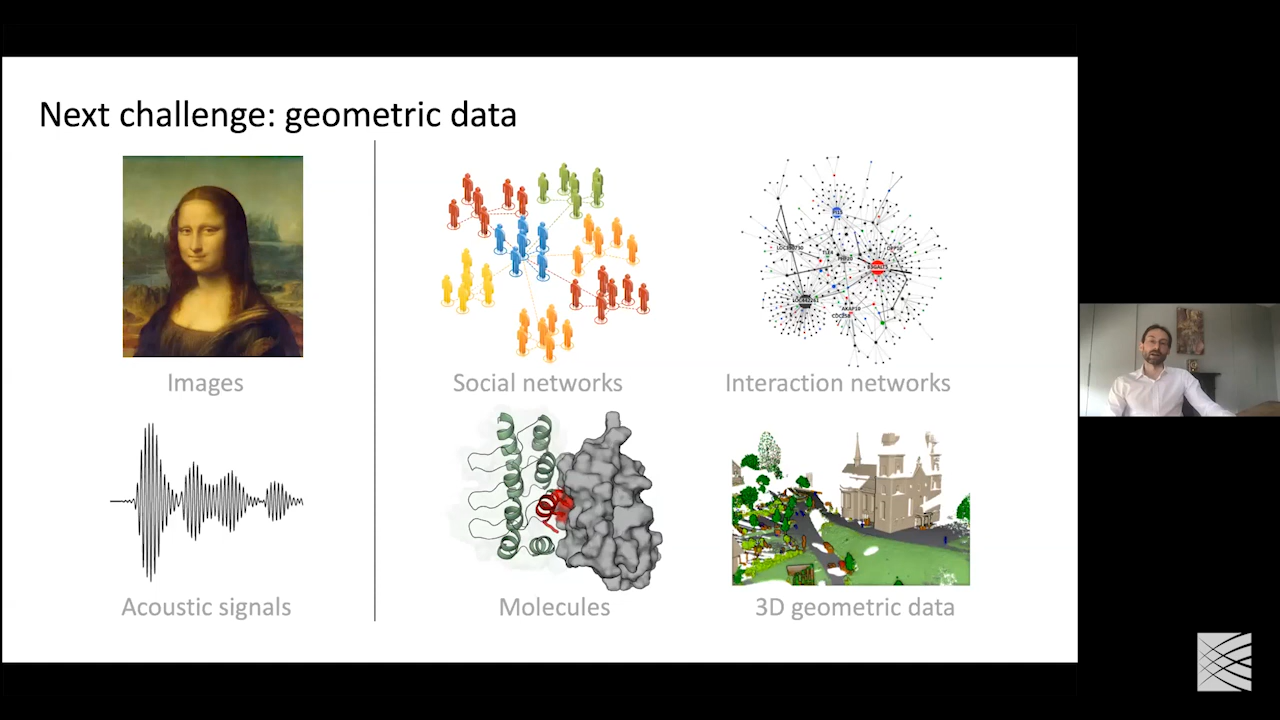 Next challenge: geometric data
Images
Social networks
Interaction networks
Acoustic signals
Molecules
3D geometric data